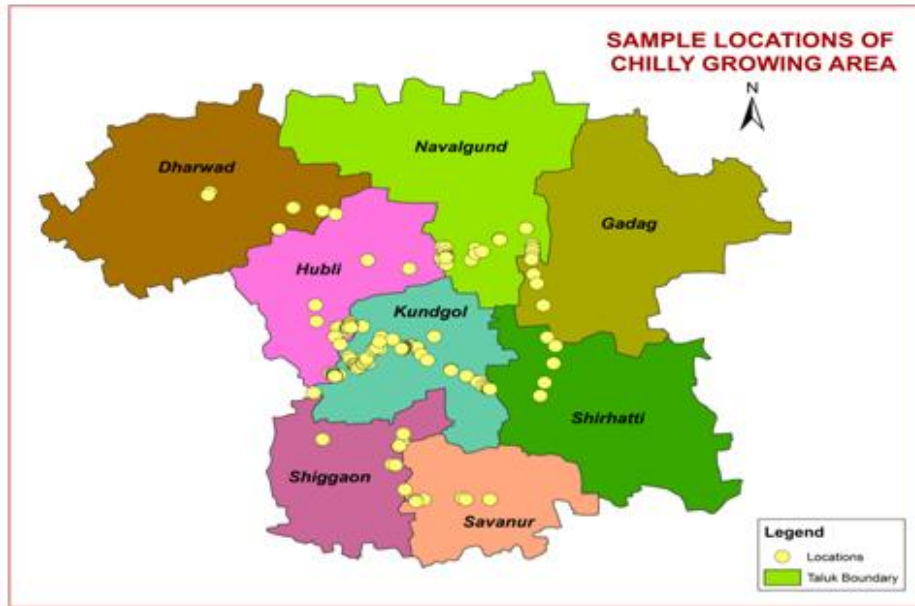 SAMPLE LOCATIONS OF
CHILLY GROWING AREA
N
Navalgund
Dharwad
Gadag
Hubli
Kundgol
Shirhatti
Shiggaon
Savanur
Legend
Locations
Taluk Boundary